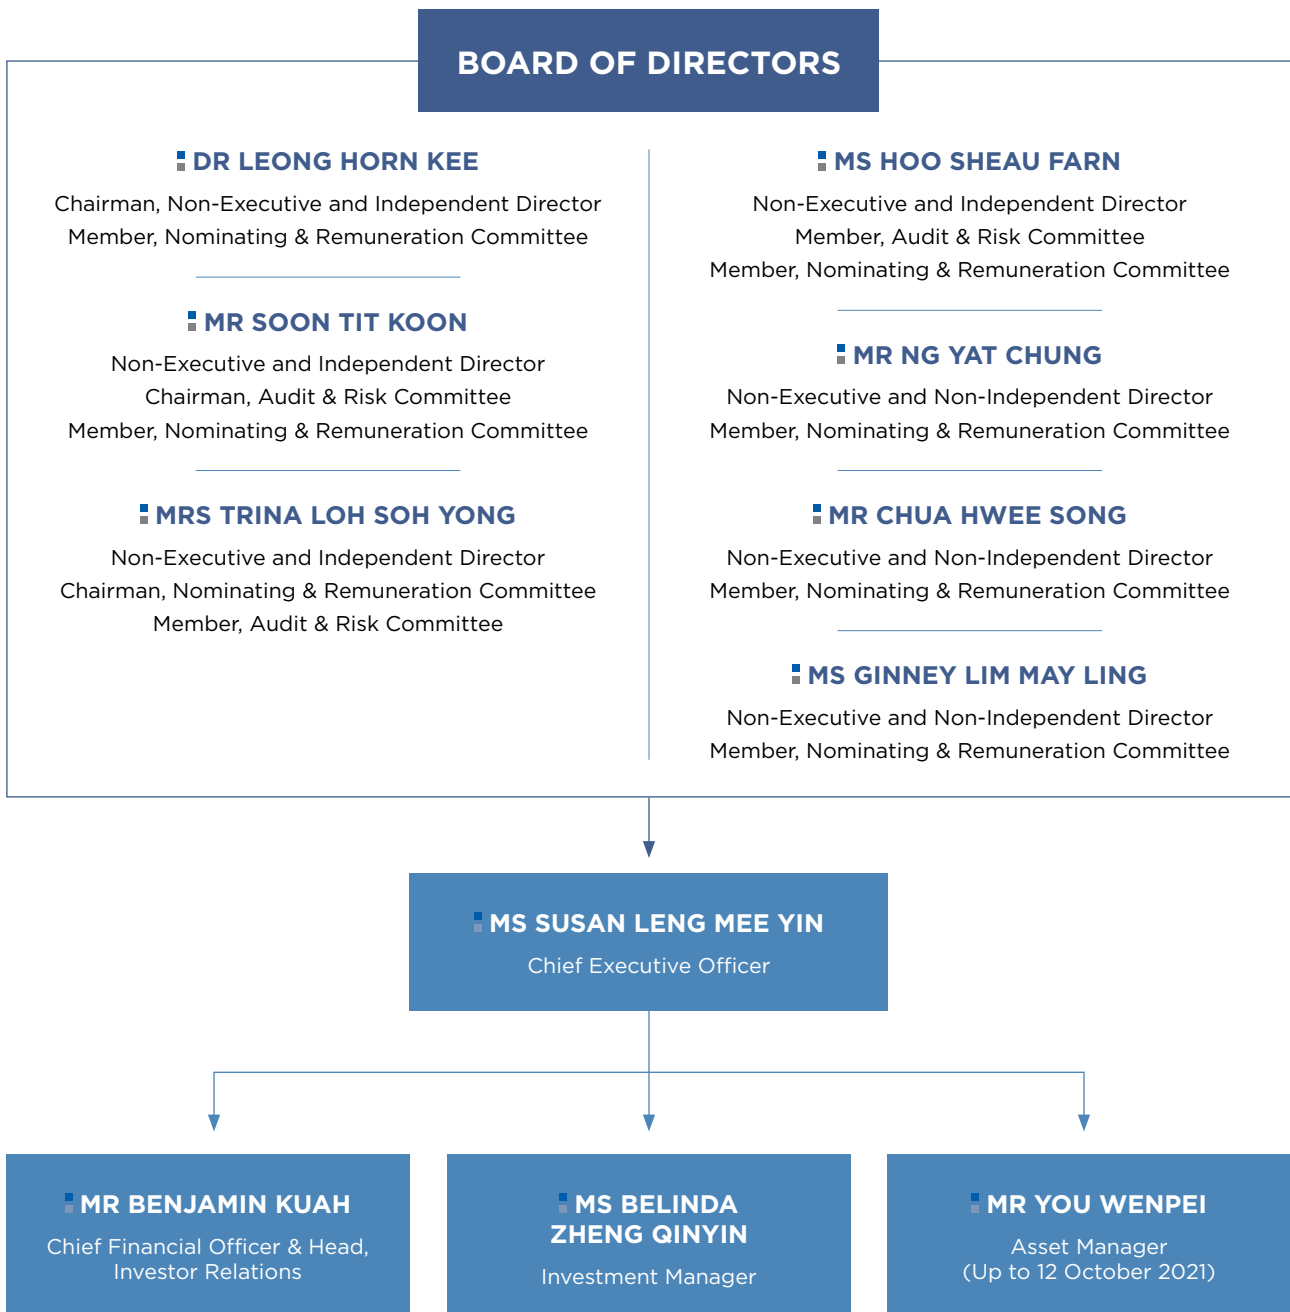 BOARD OF DIRECTORS
DR LEONG HORN KEE
Chairman, Non-Executive and Independent Director
Member, Nominating & Remuneration Committee
MR SOON TIT KOON
Non-Executive and Independent Director
Chairman, Audit & Risk Committee
Member, Nominating & Remuneration Committee
MRS TRINA LOH SOH YONG
Non-Executive and Independent Director
Chairman, Nominating & Remuneration Committee
Member, Audit & Risk Committee
MS HOO SHEAU FARN
Non-Executive and Independent Director
Member, Audit & Risk Committee
Member, Nominating & Remuneration Committee
MR NG YAT CHUNG
Non-Executive and Non-Independent Director
Member, Nominating & Remuneration Committee
MR CHUA HWEE SONG
Non-Executive and Non-Independent Director
Member, Nominating & Remuneration Committee
MS GINNEY LIM MAY LING
Non-Executive and Non-Independent Director
Member, Nominating & Remuneration Committee
MS SUSAN LENG MEE YIN
Chief Executive Officer
MR BENJAMIN KUAH
Chief Financial Officer & Head,
Investor Relations
MS BELINDA
ZHENG QINYIN
Investment Manager
MR YOU WENPEI
Asset Manager
(Up to 12 October 2021)